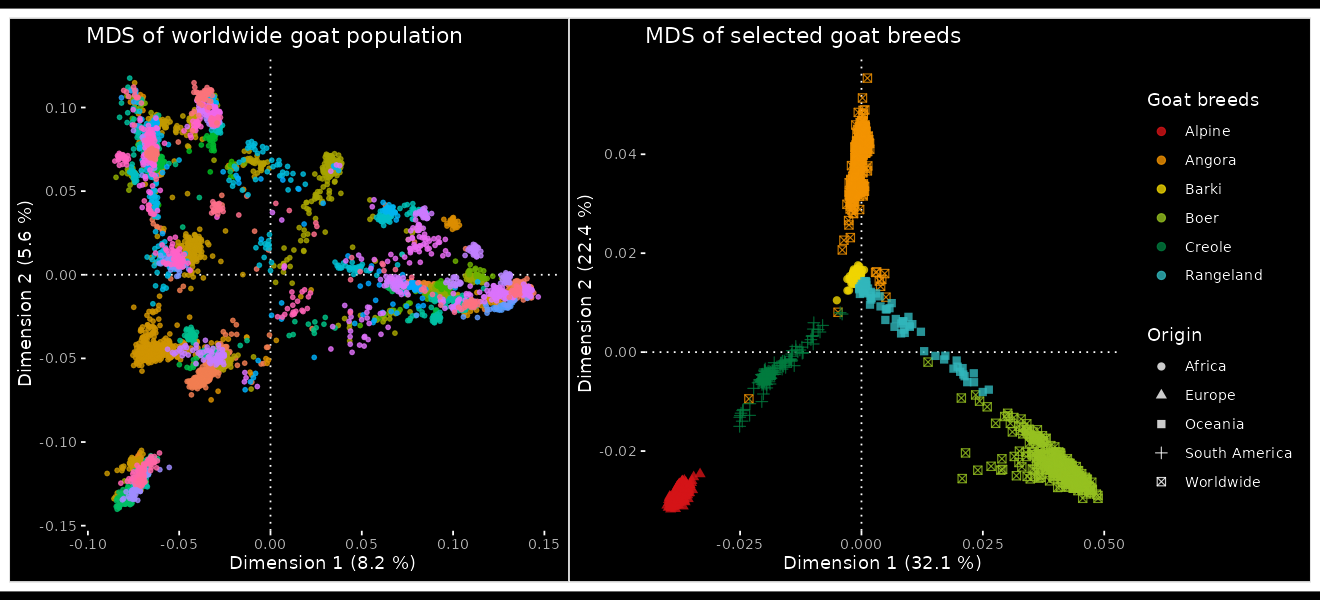 MDS of worldwide goat population
0.10
0.05
0.00
-0.05
-0.10
-0.15
-0.10
-0.05
0.00
0.05
0.10
0.15
Dimension 1 (8.2 %)
Dimension 2 (5.6 %)
MDS of selected goat breeds
0.04
0.02
0.00
-0.02
-0.025
0.000
0.025
0.050
Dimension 1 (32.1 %)
Dimension 2 (22.4 %)
Goat breeds
Alpine
Angora
Barki
Boer
Creole
Rangeland
Origin
Africa
Europe
Oceania
South America
Worldwide